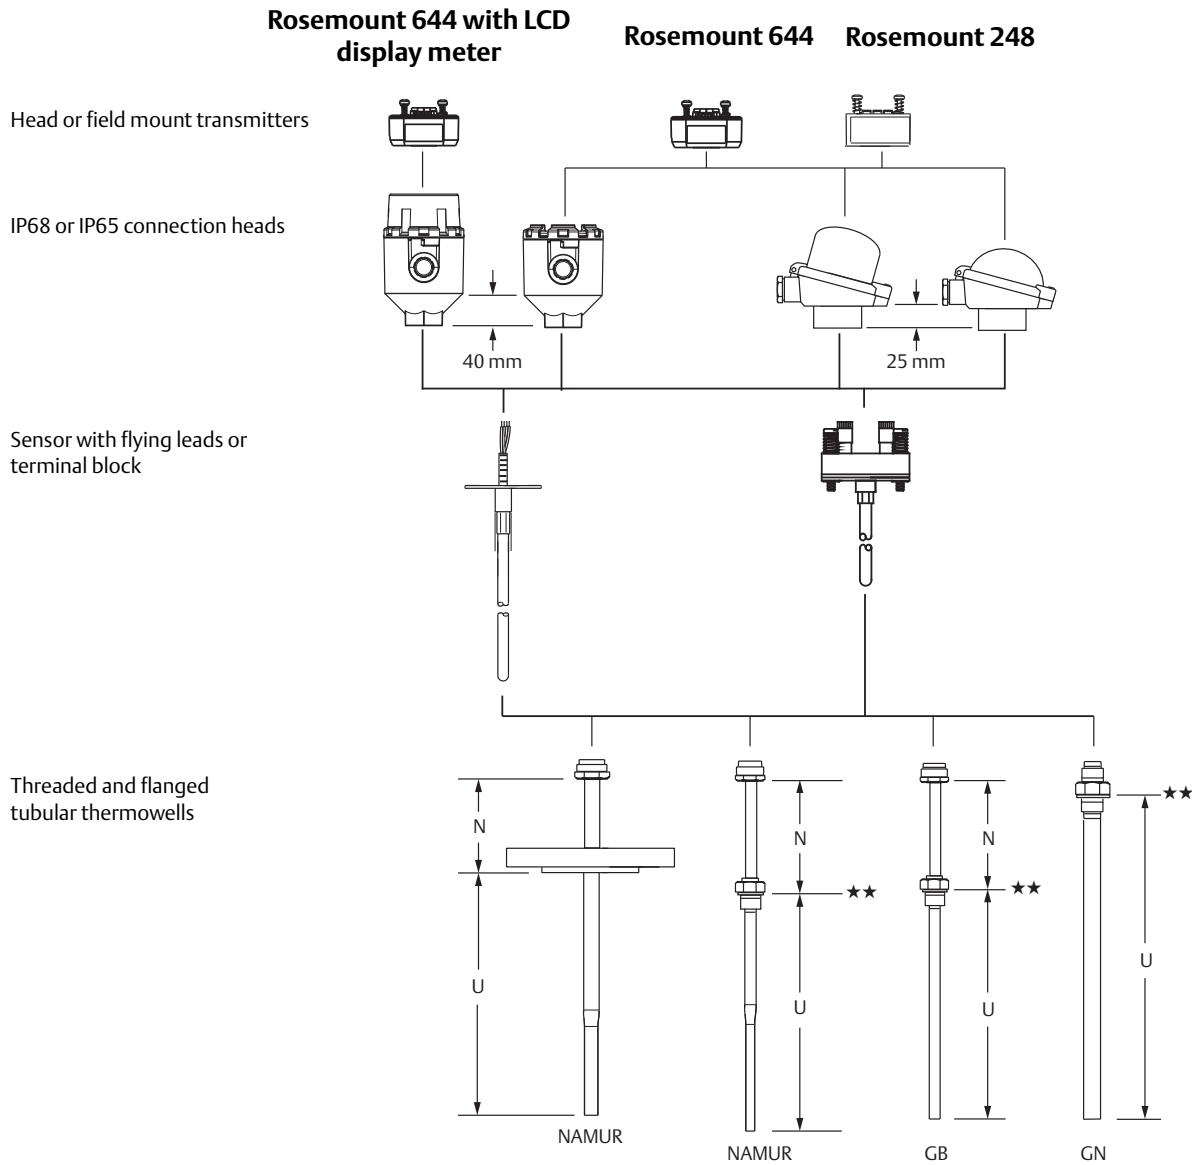 Rosemount 644 with LCD
display meter
Rosemount 644
Rosemount 248
Head or field mount transmitters
IP68 or IP65 connection heads
40 mm
25 mm
Sensor with flying leads or
terminal block
Threaded and flanged
tubular thermowells
N
N
N
★★
★★
★★
U
U
U
U
NAMUR
NAMUR
GB
GN